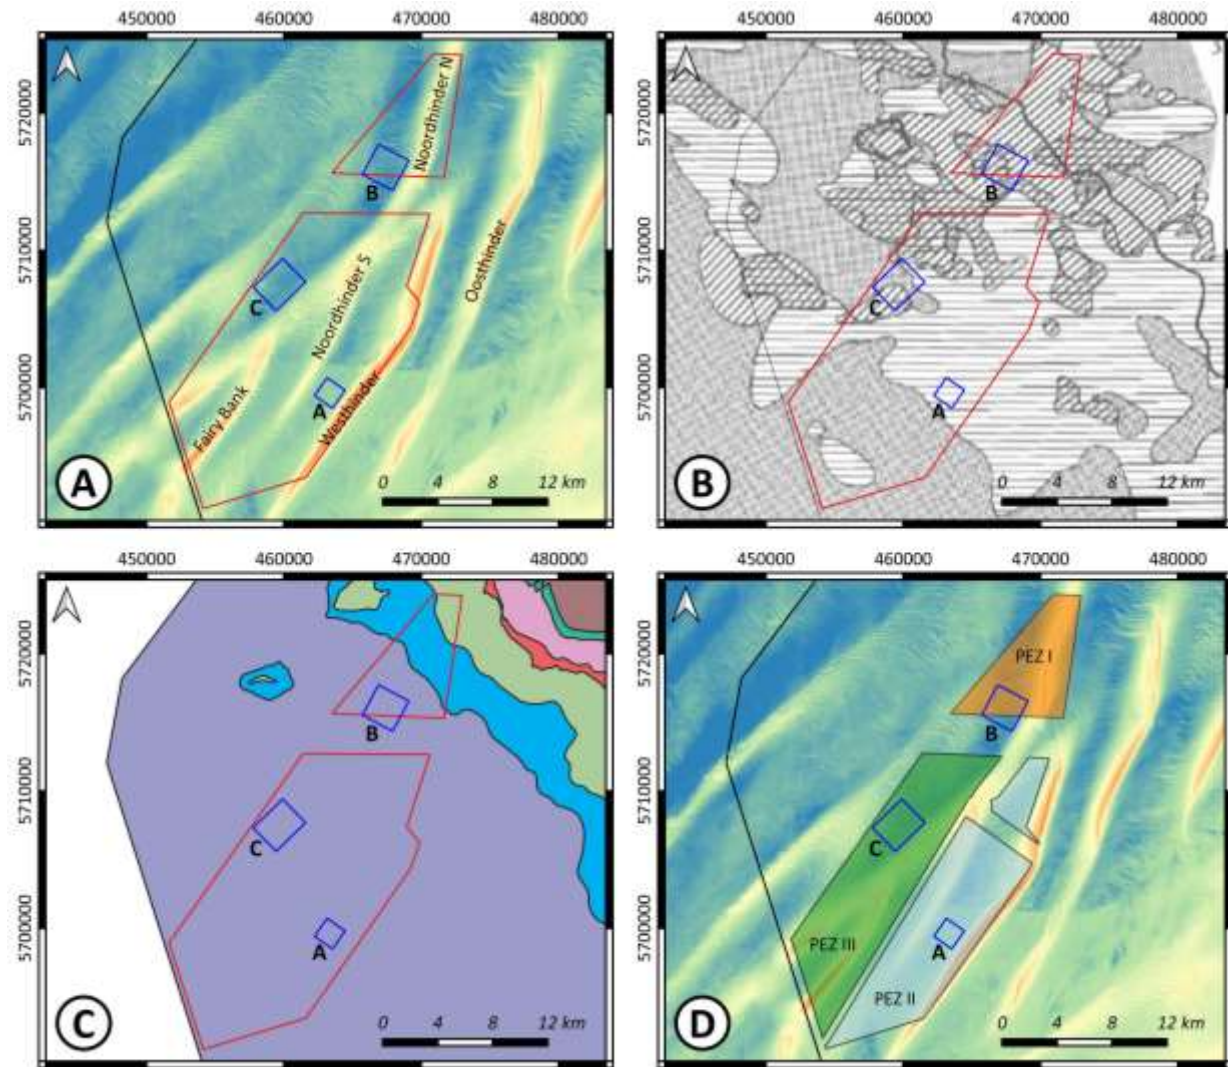 450000 460000 470000 480000
450000 460000 470000 480000
5720000
5710000
5700000
Noordhinder N
B
Oosthinder
Noordhinder S
C
A
Westhinder
Fairy Bank
A
0 4 8 12 km
5720000
5710000
5700000
B
C
A
B
0 4 8 12 km
450000 460000 470000 480000
450000 460000 470000 480000
5720000
5710000
5700000
B
C
A
C
0 4 8 12 km
5720000
5710000
5700000
PEZ I
B
C
A
PEZ III
PEZ II
D
0 4 8 12 km